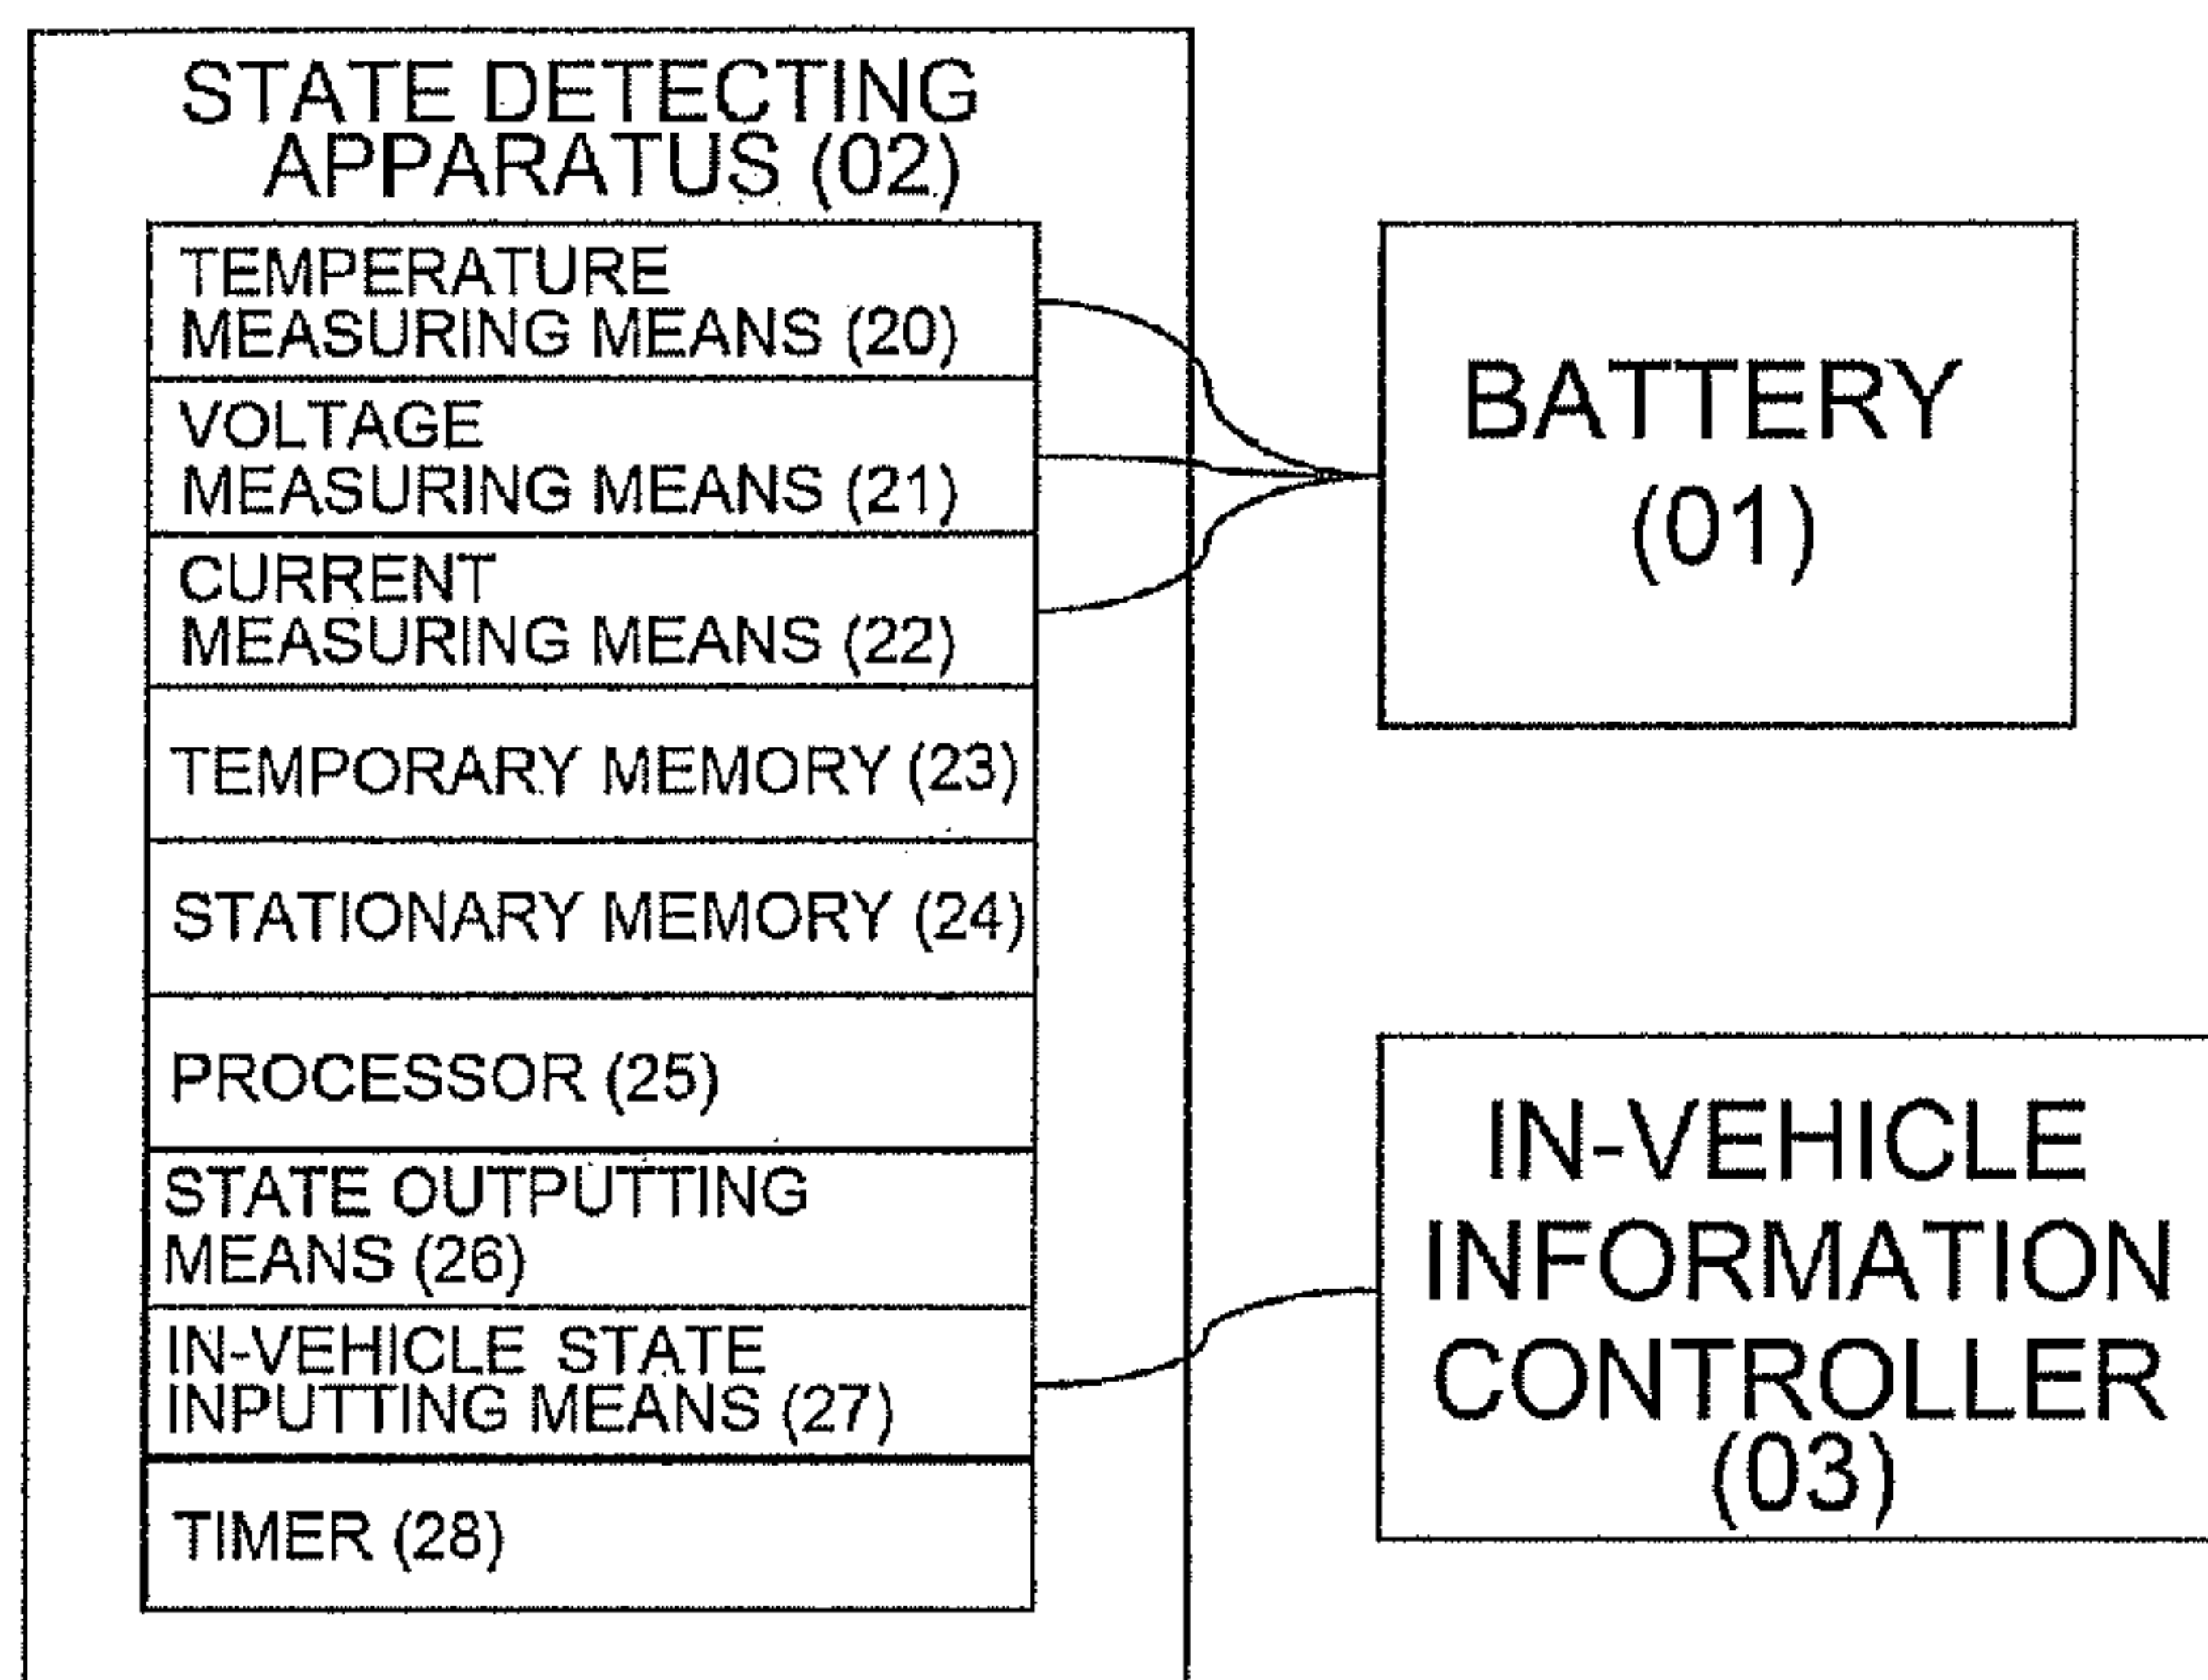 STATE DETECTING
APPARATUS (02)
TEMPERATURE
MEASURING MEANS (20)
VOLTAGE
MEASURING MEANS (21)
CURRENT
MEASURING MEANS (22)
TEMPORARY MEMORY (23)
STATIONARY MEMORY (24)
PROCESSOR (25)
STATE OUTPUTTING
MEANS (26)
IN-VEHICLE STATE
INPUTTING MEANS (27)
TIMER (28)
BATTERY
(01)
IN-VEHICLE
INFORMATION
CONTROLLER
(03)